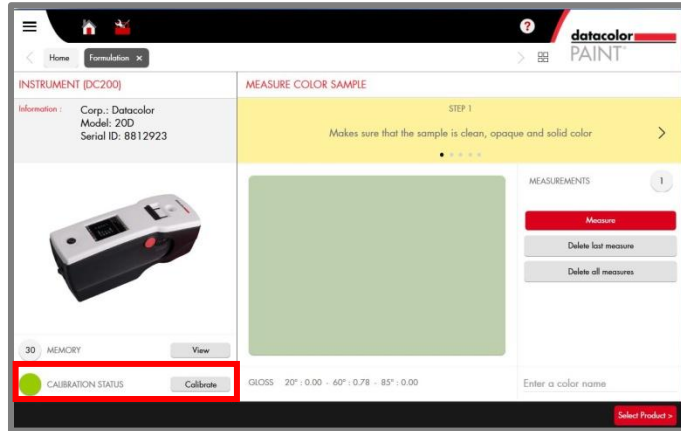 ?
datacolor
PAINT
Home
Formulation ×
INSTRUMENT (DC200)
MEASURE COLOR SAMPLE
Information :
Corp.: Datacolor
Model: 20D
Serial ID: 8812923
STEP 1
Makes sure that the sample is clean, opaque and solid color
MEASUREMENTS 1
Measure
Delete last measure
Delete all measures
30 MEMORY View
CALIBRATION STATUS Calibrate
GLOSS 20° : 0.00 - 60° : 0.78 - 85° : 0.00
Enter a color name
Select Product >